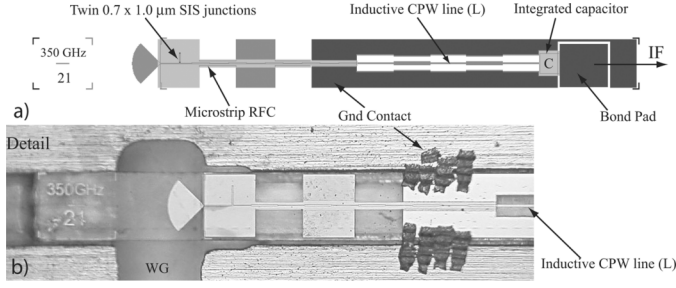 Twin 0.7 x 1.0 µm SIS junctions
Inductive CPW line (L)
Integrated capacitor
350 GHz
21
C
IF
a)
Microstrip RFC
Gnd Contact
Bond Pad
Detail
350GHz
-21
b)
WG
Inductive CPW line (L)